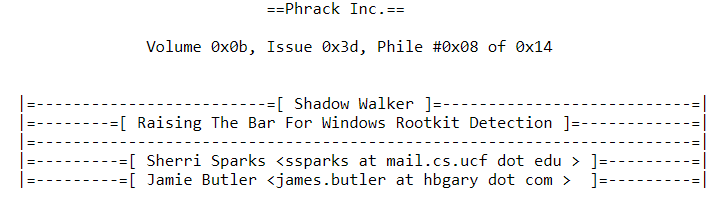 ==Phrack Inc.==
Volume 0x0b, Issue 0x3d, Phile #0x08 of 0x14
|=-------------------------=[ Shadow Walker ]=---------------------------=|
|=--------=[ Raising The Bar For Windows Rootkit Detection ]=------------=|
|=-----------------------------------------------------------------------=|
|=---------=[ Sherri Sparks <ssparks at mail.cs.ucf dot edu > ]=---------=|
|=---------=[ Jamie Butler <james.butler at hbgary dot com >  ]=---------=|